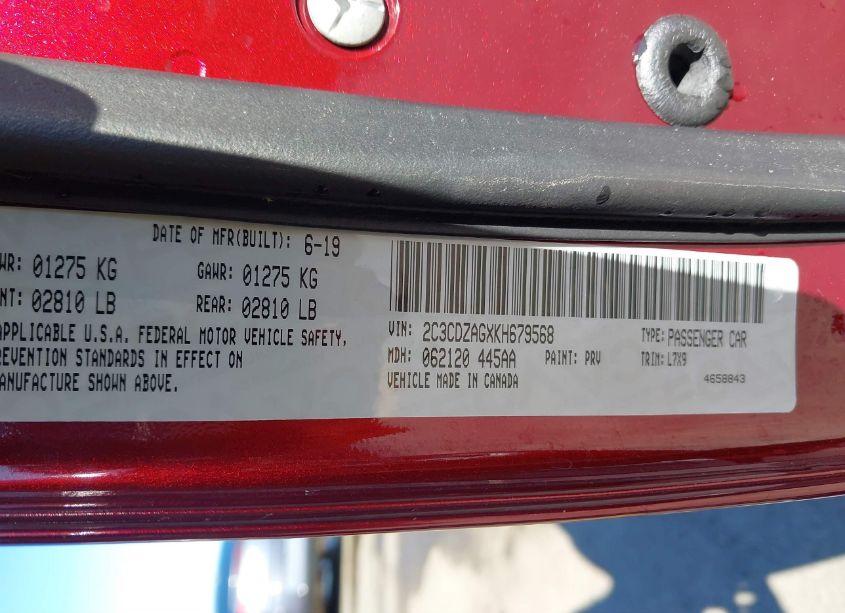 DATE OF MFR(BUILT): 6-19
WR: 01275 KG GAWR: 01275 KG
NT: 02810 LB REAR: 02810 LB
APPLICABLE U.S.A. FEDERAL MOTOR VEHICLE SAFETY,
REVENTION STANDARDS IN EFFECT ON
ANUFACTURE SHOWN ABOVE.
VIN: 2C3CDZAGXKH679568 TYPE: PASSENGER CAR
MDH: 062120 445AA PAINT: PRV TRIM: L7X9
VEHICLE MADE IN CANADA 4658843